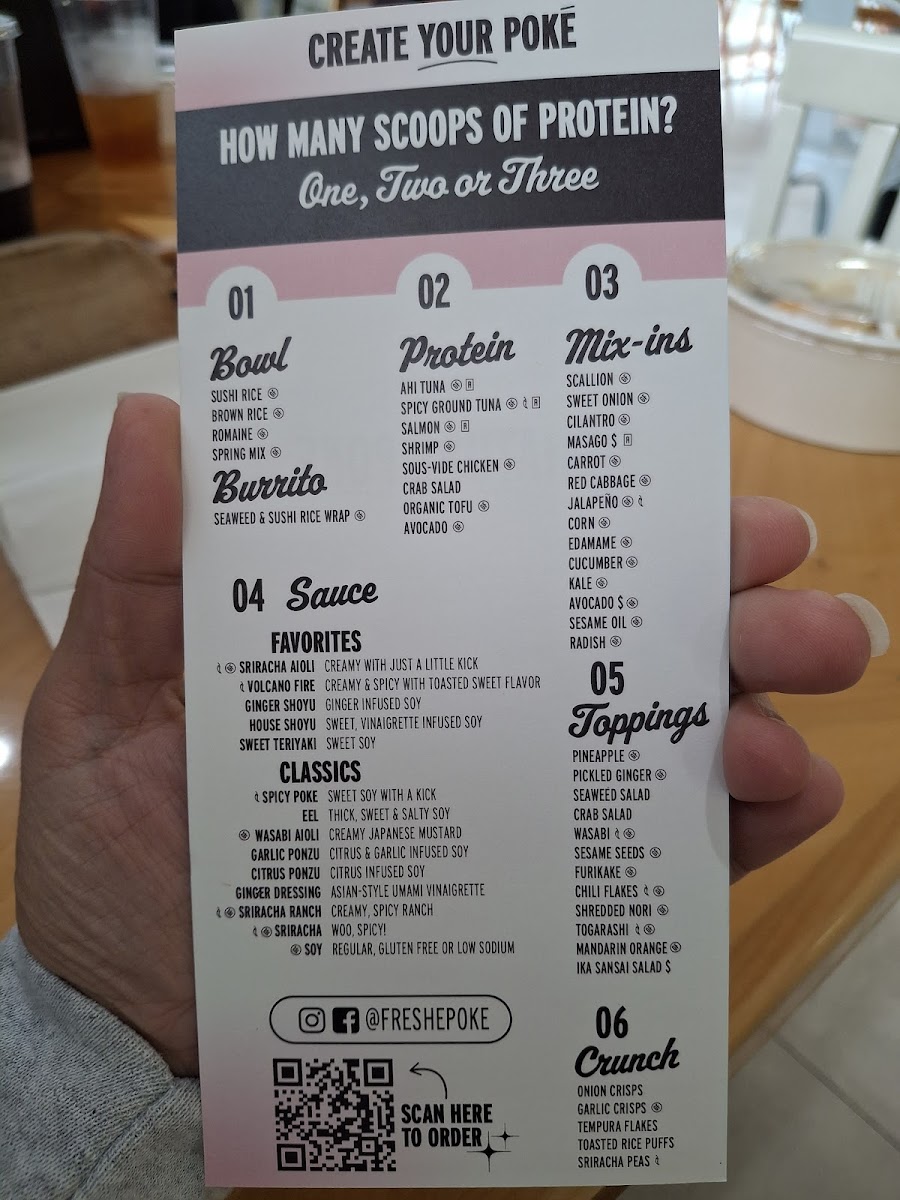 CREATE YOUR POKÉ
HOW MANY SCOOPS OF PROTEIN?
One, Two or Three
01
Bowl
SUSHI RICE
BROWN RICE
ROMAINE
SPRING MIX
Burrito
SEAWEED & SUSHI RICE WRAP
02
Protein
AHI TUNA
SPICY GROUND TUNA
SALMON
SHRIMP
SOUS-VIDE CHICKEN
CRAB SALAD
ORGANIC TOFU
AVOCADO
03
Mix-ins
SCALLION
SWEET ONION
CILANTRO
MASAGO $
CARROT
RED CABBAGE
JALAPEÑO
CORN
EDAMAME
CUCUMBER
KALE
AVOCADO $
SESAME OIL
RADISH
04 Sauce
FAVORITES
SRIRACHA AIOLI CREAMY WITH JUST A LITTLE KICK
VOLCANO FIRE CREAMY & SPICY WITH TOASTED SWEET FLAVOR
GINGER SHOYU GINGER INFUSED SOY
HOUSE SHOYU SWEET, VINAIGRETTE INFUSED SOY
SWEET TERIYAKI SWEET SOY
CLASSICS
SPICY POKE SWEET SOY WITH A KICK
EEL THICK, SWEET & SALTY SOY
WASABI AIOLI CREAMY JAPANESE MUSTARD
GARLIC PONZU CITRUS & GARLIC INFUSED SOY
CITRUS PONZU CITRUS INFUSED SOY
GINGER DRESSING ASIAN-STYLE UMAMI VINAIGRETTE
SRIRACHA RANCH CREAMY, SPICY RANCH
SRIRACHA WOO, SPICY!
SOY REGULAR, GLUTEN FREE OR LOW SODIUM
05
Toppings
PINEAPPLE
PICKLED GINGER
SEAWEED SALAD
CRAB SALAD
WASABI
SESAME SEEDS
FURIKAKE
CHILI FLAKES
SHREDDED NORI
TOGARASHI
MANDARIN ORANGE
IKA SANSAI SALAD $
06
Crunch
ONION CRISPS
GARLIC CRISPS
TEMPURA FLAKES
TOASTED RICE PUFFS
SRIRACHA PEAS
@FRESHEPOKE
SCAN HERE
TO ORDER